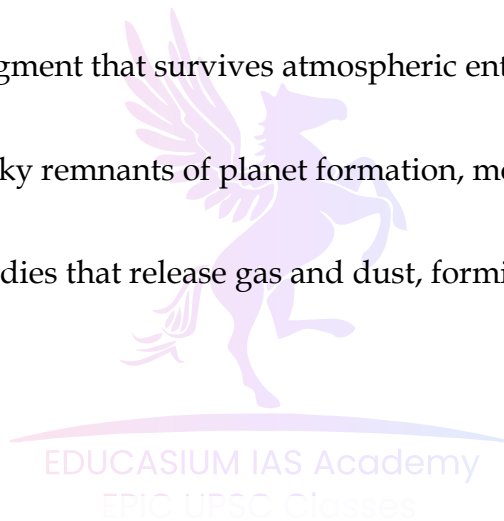 gment that survives atmospheric ent
ky remnants of planet formation, m
dies that release gas and dust, formi
EDUCASIUM IAS Academy
EPIC UPSC Classes